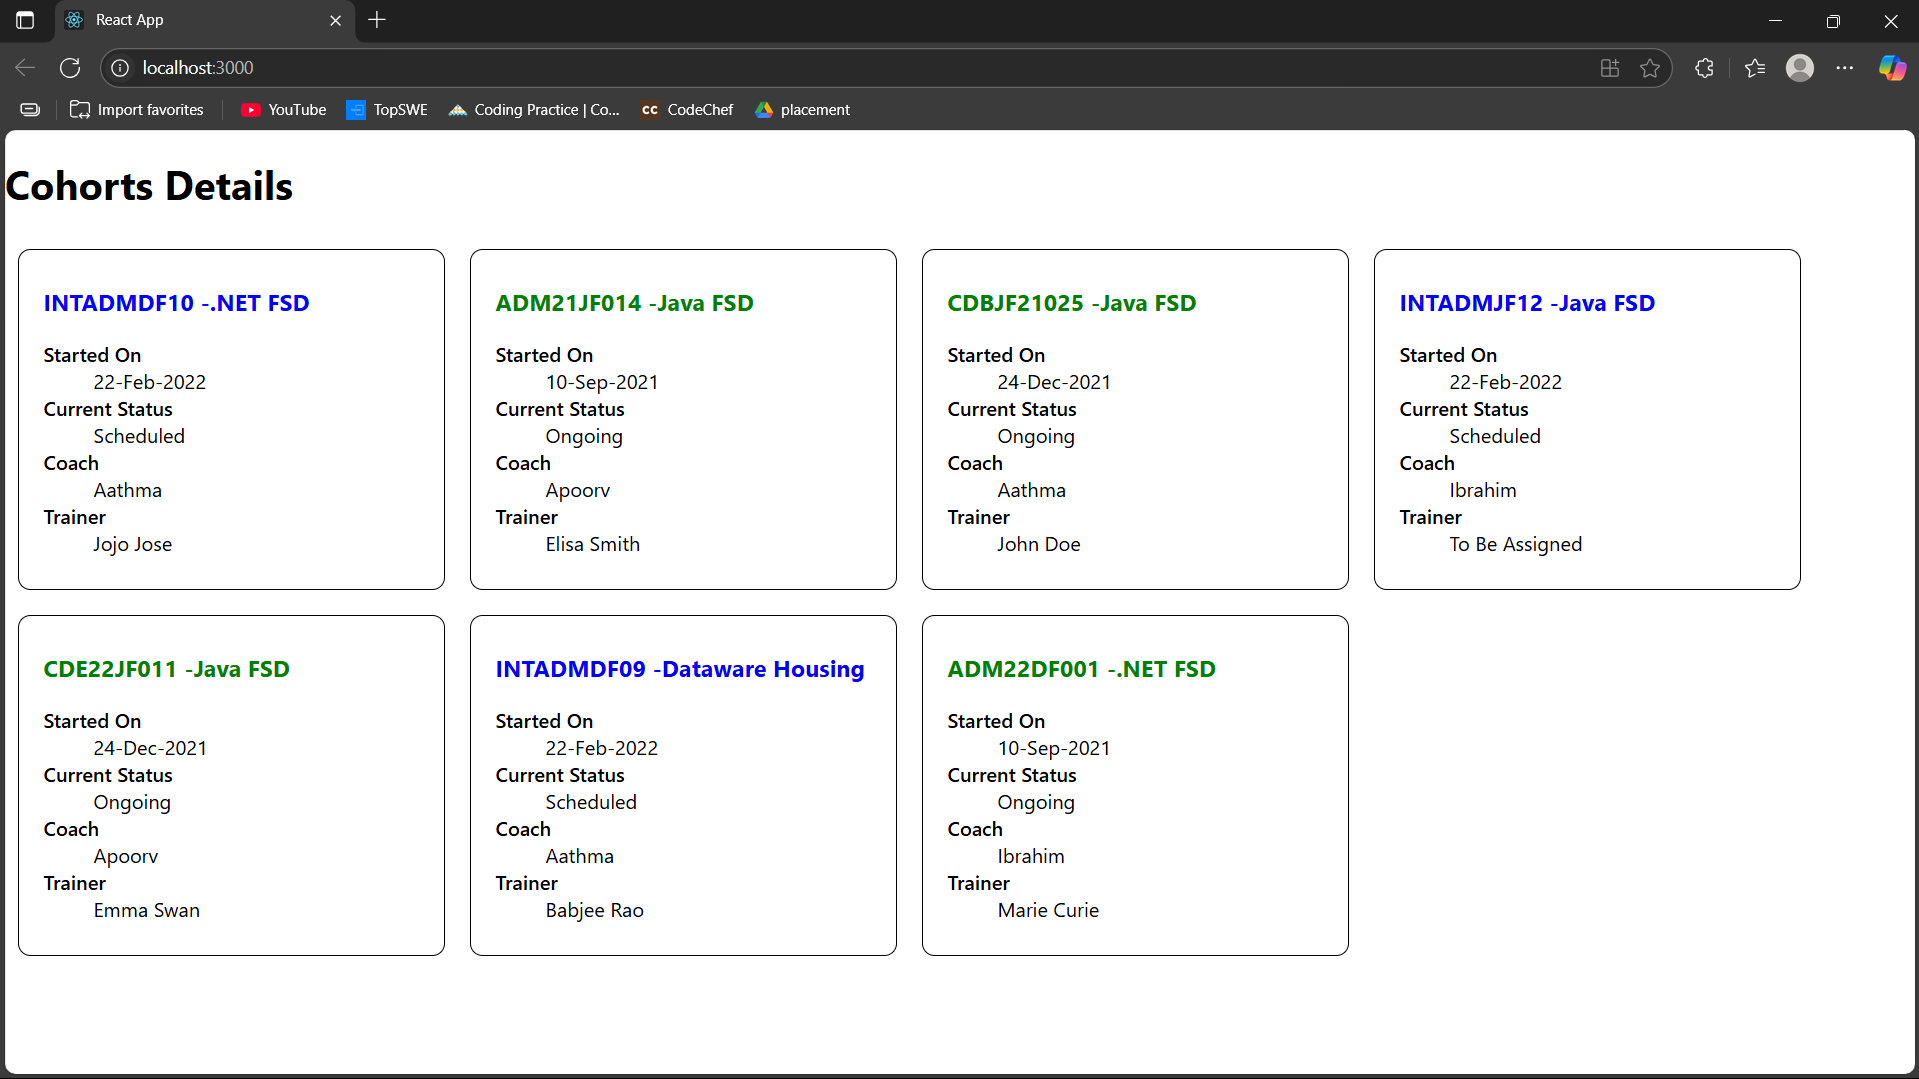 React App
localhost:3000
Import favorites
YouTube
TopSWE
Coding Practice | Co...
CC CodeChef
placement
Cohorts Details
INTADMDF10 -.NET FSD
Started On
22-Feb-2022
Current Status
Scheduled
Coach
Aathma
Trainer
Jojo Jose
ADM21JF014 -Java FSD
Started On
10-Sep-2021
Current Status
Ongoing
Coach
Apoorv
Trainer
Elisa Smith
CDBJF21025 -Java FSD
Started On
24-Dec-2021
Current Status
Ongoing
Coach
Aathma
Trainer
John Doe
INTADMJF12 -Java FSD
Started On
22-Feb-2022
Current Status
Scheduled
Coach
Ibrahim
Trainer
To Be Assigned
CDE22JF011 -Java FSD
Started On
24-Dec-2021
Current Status
Ongoing
Coach
Apoorv
Trainer
Emma Swan
INTADMDF09 -Dataware Housing
Started On
22-Feb-2022
Current Status
Scheduled
Coach
Aathma
Trainer
Babjee Rao
ADM22DF001 -.NET FSD
Started On
10-Sep-2021
Current Status
Ongoing
Coach
Ibrahim
Trainer
Marie Curie